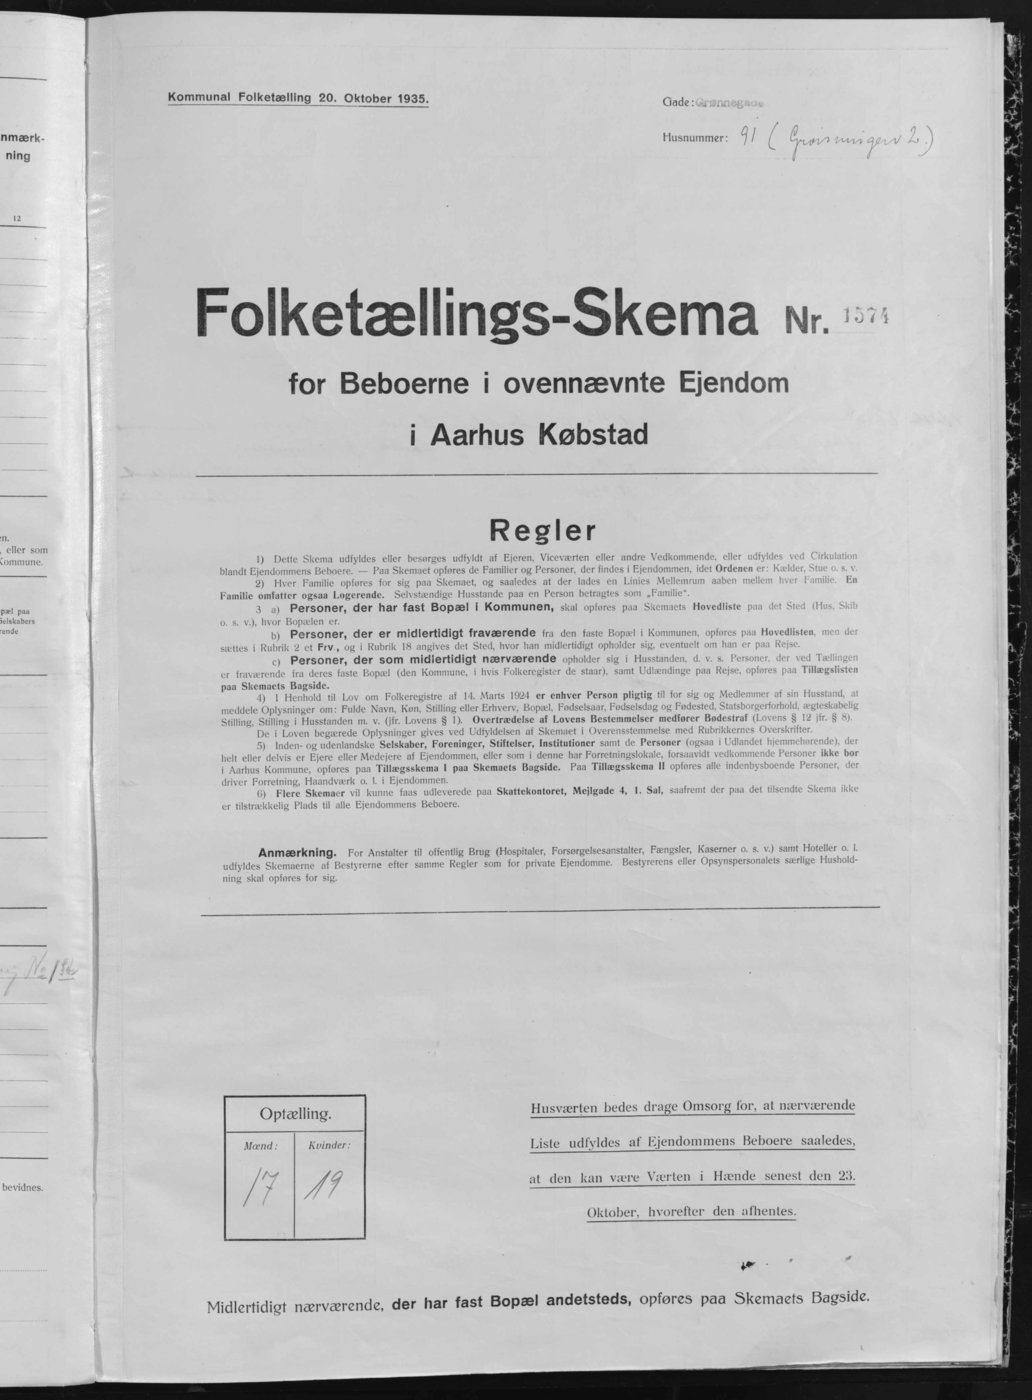 nmærk-
ning
12
en.
, eller som
Kommune.
pæl paa
Selskabers
rende
No 1
bevidnes.
Kommunal Folketælling 20. Oktober 1935.
Gade: Grønnegade
Husnummer: 91 ( Grønningen 2.)
Folketællings-Skema Nr. 1574
for Beboerne i ovennævnte Ejendom
i Aarhus Købstad
Regler
1) Dette Skema udfyldes eller besørges udfyldt af Ejeren, Viceværten eller andre Vedkommende, eller udfyldes ved Cirkulation
blandt Ejendommens Beboere. — Paa Skemaet opføres de Familier og Personer, der findes i Ejendommen, idet Ordenen er: Kælder, Stue o. s. v.
2) Hver Familie opføres for sig paa Skemaet, og saaledes at der lades en Linies Mellemrum aaben mellem hver Familie. En
Familie omfatter ogsaa Logerende. Selvstændige Husstande paa en Person betragtes som „Familie“.
3 a) Personer, der har fast Bopæl i Kommunen, skal opføres paa Skemaets Hovedliste paa det Sted (Hus, Skib
o. s. v.), hvor Bopælen er.
b) Personer, der er midlertidigt fraværende fra den faste Bopæl i Kommunen, opføres paa Hovedlisten, men der
sættes i Rubrik 2 et Frv., og i Rubrik 18 angives det Sted, hvor han midlertidigt opholder sig, eventuelt om han er paa Rejse.
c) Personer, der som midlertidigt nærværende opholder sig i Husstanden, d. v. s. Personer, der ved Tællingen
er fraværende fra deres faste Bopæl (den Kommune, i hvis Folkeregister de staar), samt Udlændinge paa Rejse, opføres paa Tillægslisten
paa Skemaets Bagside.
4) I Henhold til Lov om Folkeregistre af 14. Marts 1924 er enhver Person pligtig til for sig og Medlemmer af sin Husstand, at
meddele Oplysninger om: Fulde Navn, Køn, Stilling eller Erhverv, Bopæl, Fødselsaar, Fødselsdag og Fødested, Statsborgerforhold, ægteskabelig
Stilling, Stilling i Husstanden m. v. (jfr. Lovens § 1). Overtrædelse af Lovens Bestemmelser medfører Bødestraf (Lovens § 12 jfr. § 8).
De i Loven begærede Oplysninger gives ved Udfyldelsen af Skemaet i Overensstemmelse med Rubrikkernes Overskrifter.
5) Inden- og udenlandske Selskaber, Foreninger, Stiftelser, Institutioner samt de Personer (ogsaa i Udlandet hjemmehørende), der
helt eller delvis er Ejere eller Medejere af Ejendommen, eller som i denne har Forretningslokale, forsaavidt vedkommende Personer ikke bor
i Aarhus Kommune, opføres paa Tillægsskema I paa Skemaets Bagside. Paa Tillægsskema II opføres alle indenbysboende Personer, der
driver Forretning, Haandværk o. l. i Ejendommen.
6) Flere Skemaer vil kunne faas udleverede paa Skattekontoret, Mejlgade 4, 1. Sal, saafremt der paa det tilsendte Skema ikke
er tilstrækkelig Plads til alle Ejendommens Beboere.
Anmærkning. For Anstalter til offentlig Brug (Hospitaler, Forsørgelsesanstalter, Fængsler, Kaserner o. s. v.) samt Hoteller o. l.
udfyldes Skemaerne af Bestyrerne efter samme Regler som for private Ejendomme. Bestyrerens eller Opsynspersonalets særlige Hushold-
ning skal opføres for sig.
Optælling.
Mænd: Kvinder:
17 19
Husværten bedes drage Omsorg for, at nærværende
Liste udfyldes af Ejendommens Beboere saaledes,
at den kan være Værten i Hænde senest den 23.
Oktober, hvorefter den afhentes.
Midlertidigt nærværende, der har fast Bopæl andetsteds, opføres paa Skemaets Bagside.